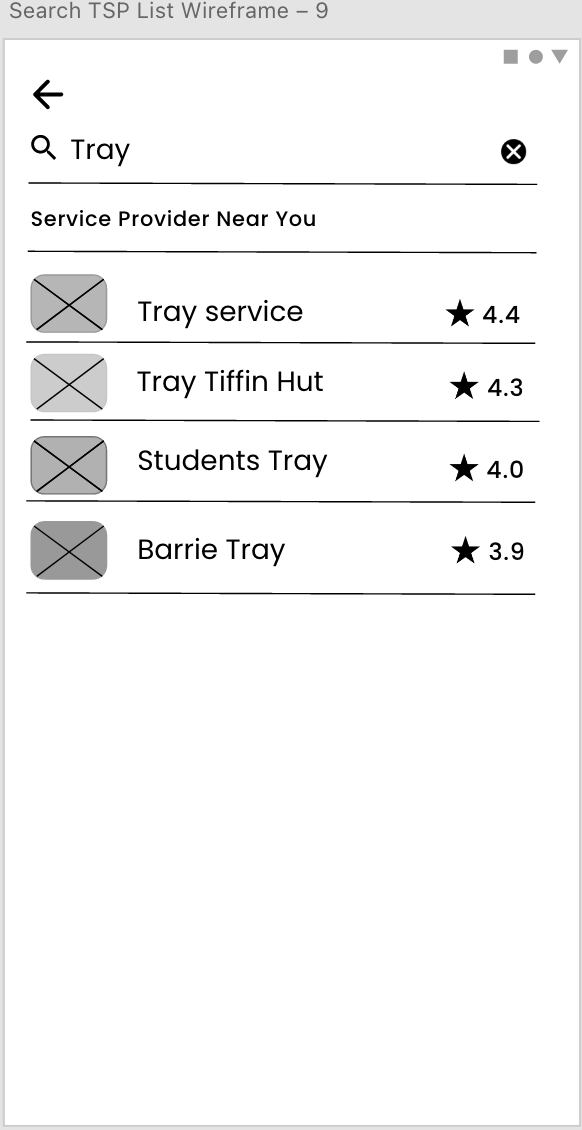 Search TSP List Wireframe – 9
Tray
Service Provider Near You
Tray service ★ 4.4
Tray Tiffin Hut ★ 4.3
Students Tray ★ 4.0
Barrie Tray ★ 3.9